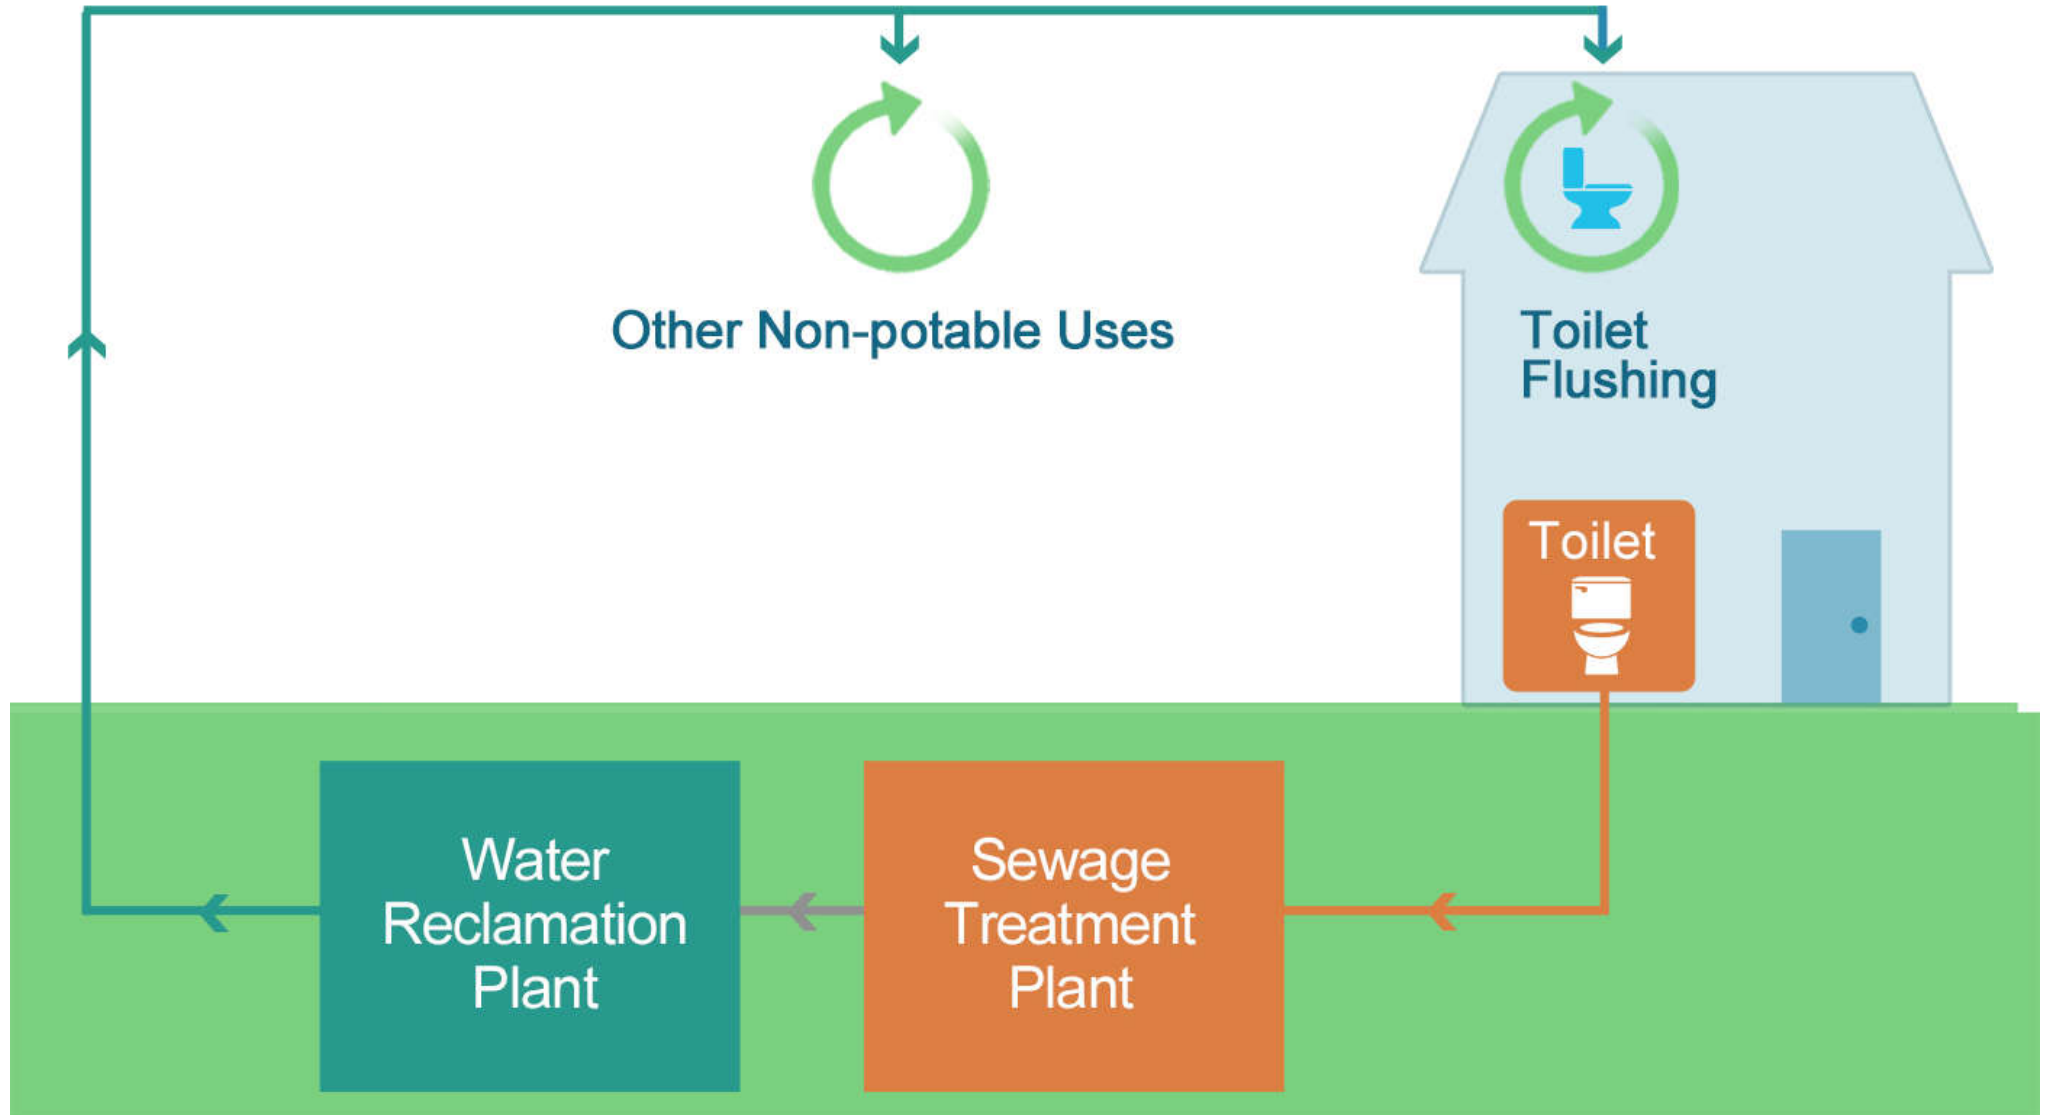 Other Non-potable Uses
Toilet
Flushing
Toilet
Water
Reclamation
Plant
Sewage
Treatment
Plant